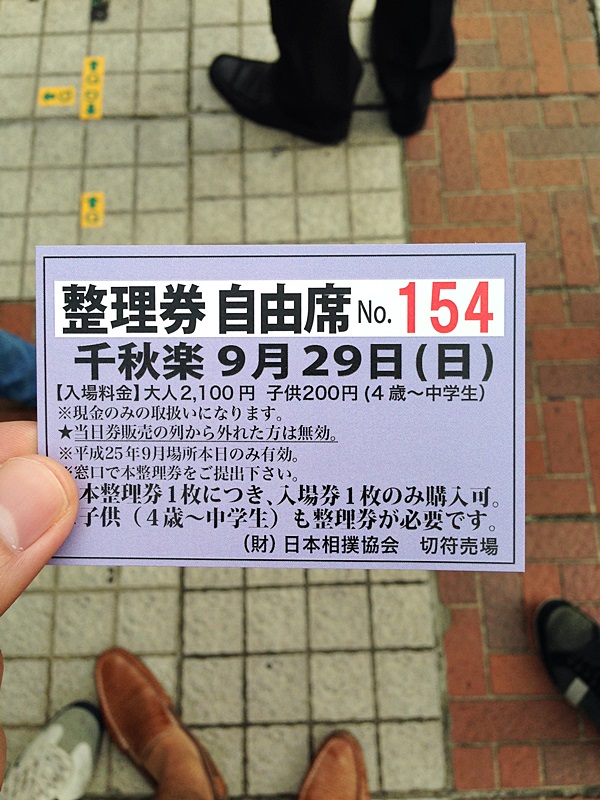 整理券 自由席 No. 154
千秋楽 9月29日(日)
【入場料金】大人2,100円 子供200円(4歳～中学生)
※現金のみの取扱いになります。
★当日券販売の列から外れた方は無効。
※平成25年9月場所本日のみ有効。
※窓口で本整理券をご提出下さい。
本整理券1枚につき、入場券1枚のみ購入可。
子供(4歳～中学生)も整理券が必要です。
(財)日本相撲協会 切符売場